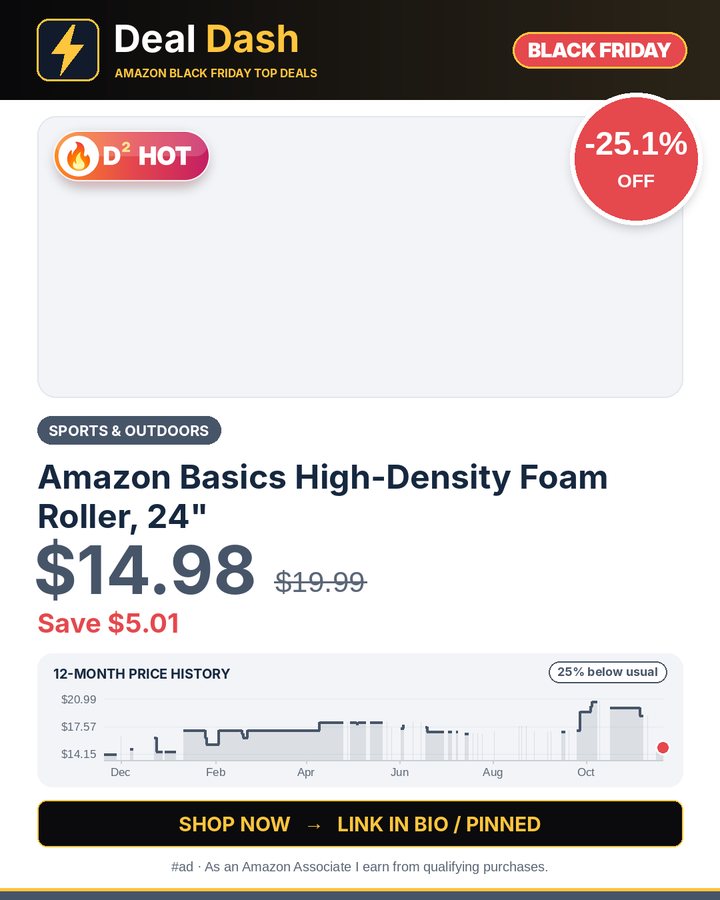 Deal Dash
AMAZON BLACK FRIDAY TOP DEALS
BLACK FRIDAY
-25.1%
OFF
D² HOT
SPORTS & OUTDOORS
Amazon Basics High-Density Foam
Roller, 24"
$14.98 $19.99
Save $5.01
12-MONTH PRICE HISTORY
25% below usual
$20.99
$17.57
$14.15
Dec Feb Apr Jun Aug Oct
SHOP NOW → LINK IN BIO / PINNED
#ad · As an Amazon Associate I earn from qualifying purchases.